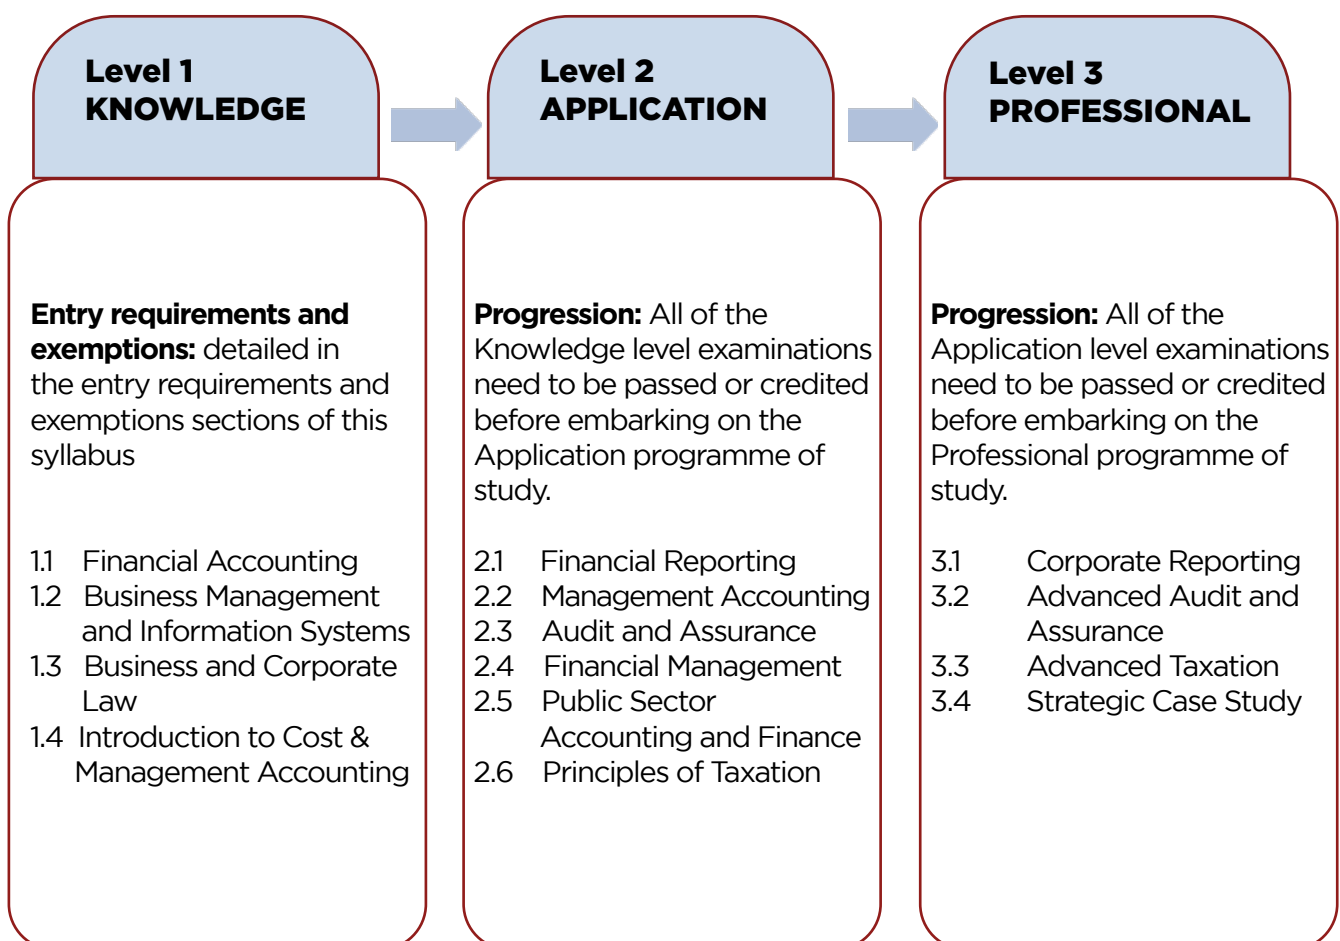 Level 1
KNOWLEDGE
Entry requirements and
exemptions: detailed in
the entry requirements and
exemptions sections of this
syllabus
1.1 Financial Accounting
1.2 Business Management
and Information Systems
1.3 Business and Corporate
Law
1.4 Introduction to Cost &
Management Accounting
Level 2
APPLICATION
Progression: All of the
Knowledge level examinations
need to be passed or credited
before embarking on the
Application programme of
study.
2.1 Financial Reporting
2.2 Management Accounting
2.3 Audit and Assurance
2.4 Financial Management
2.5 Public Sector
Accounting and Finance
2.6 Principles of Taxation
Level 3
PROFESSIONAL
Progression: All of the
Application level examinations
need to be passed or credited
before embarking on the
Professional programme of
study.
3.1 Corporate Reporting
3.2 Advanced Audit and
Assurance
3.3 Advanced Taxation
3.4 Strategic Case Study